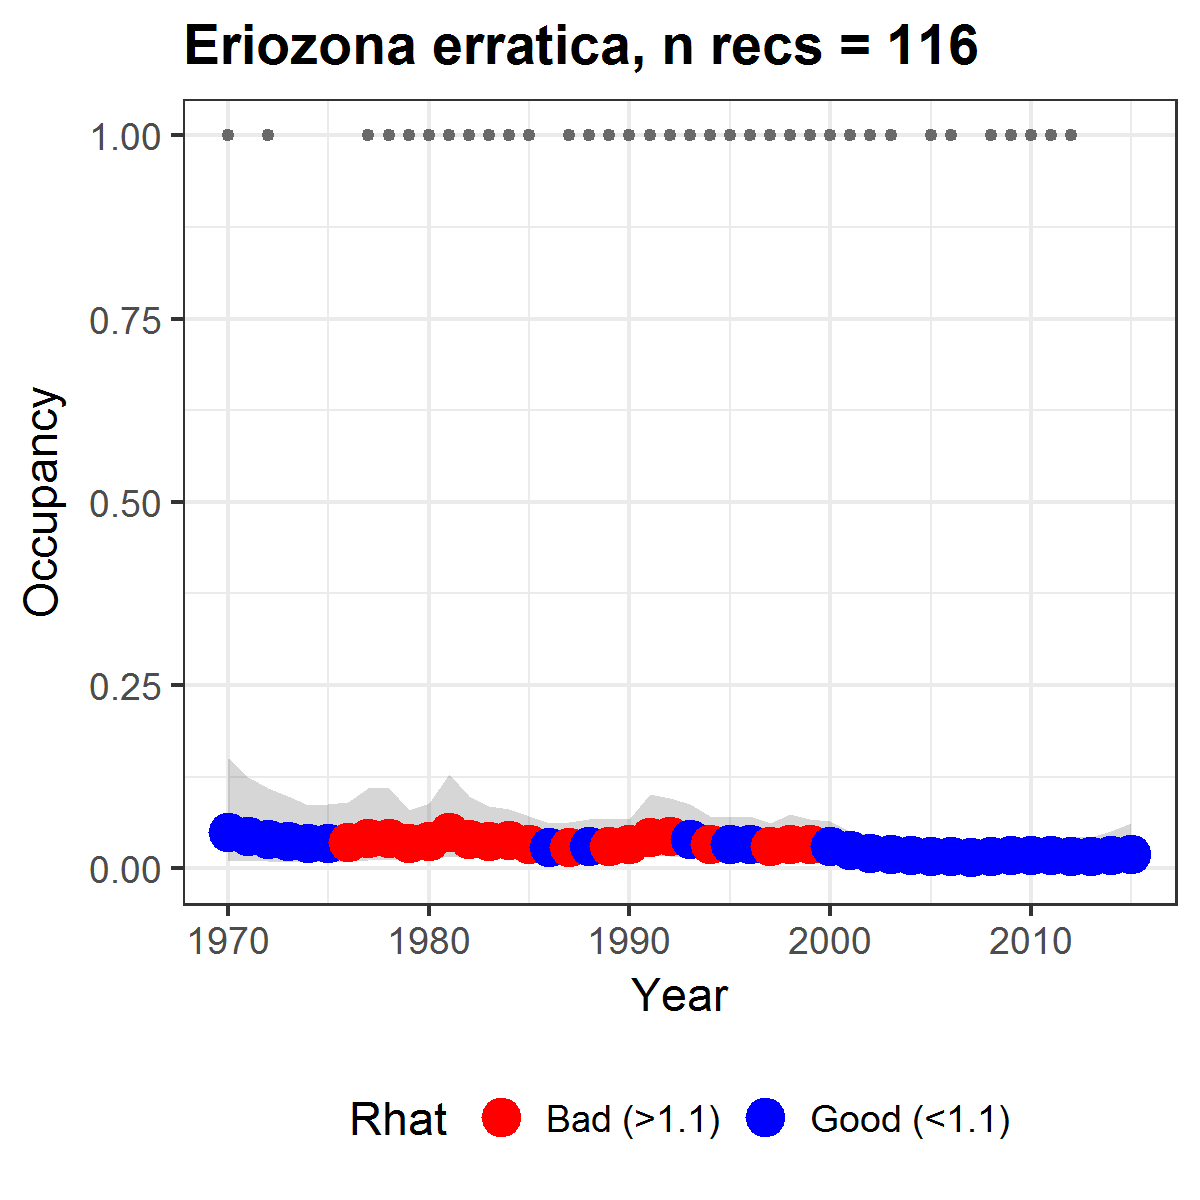 Eriozona erratica, n recs = 116
1.00
0.75
0.50
0.25
0.00
Occupancy
1970 1980 1990 2000 2010
Year
Rhat Bad (>1.1) Good (<1.1)